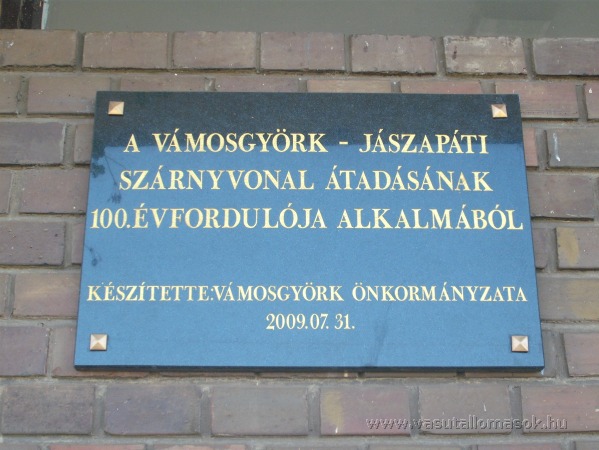 A VÁMOSGYÖRK - JÁSZAPÁTI
SZÁRNYVONAL ÁTADÁSÁNAK
100.ÉVFORDULÓJA ALKALMÁBÓL
KÉSZÍTETTE:VÁMOSGYÖRK ÖNKORMÁNYZATA
2009.07. 31.
www.vasutallomasok.hu